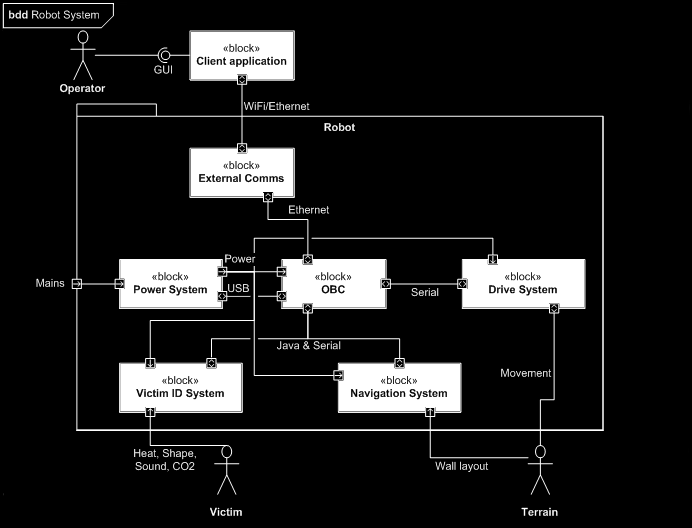 bdd Robot System
«block»
Client application
GUI
Operator
WiFi/Ethernet
Robot
«block»
External Comms
Ethernet
Mains
«block»
Power System
Power
USB
«block»
OBC
Serial
«block»
Drive System
Java & Serial
«block»
Victim ID System
«block»
Navigation System
Movement
Heat, Shape,
Sound, CO2
Wall layout
Victim
Terrain